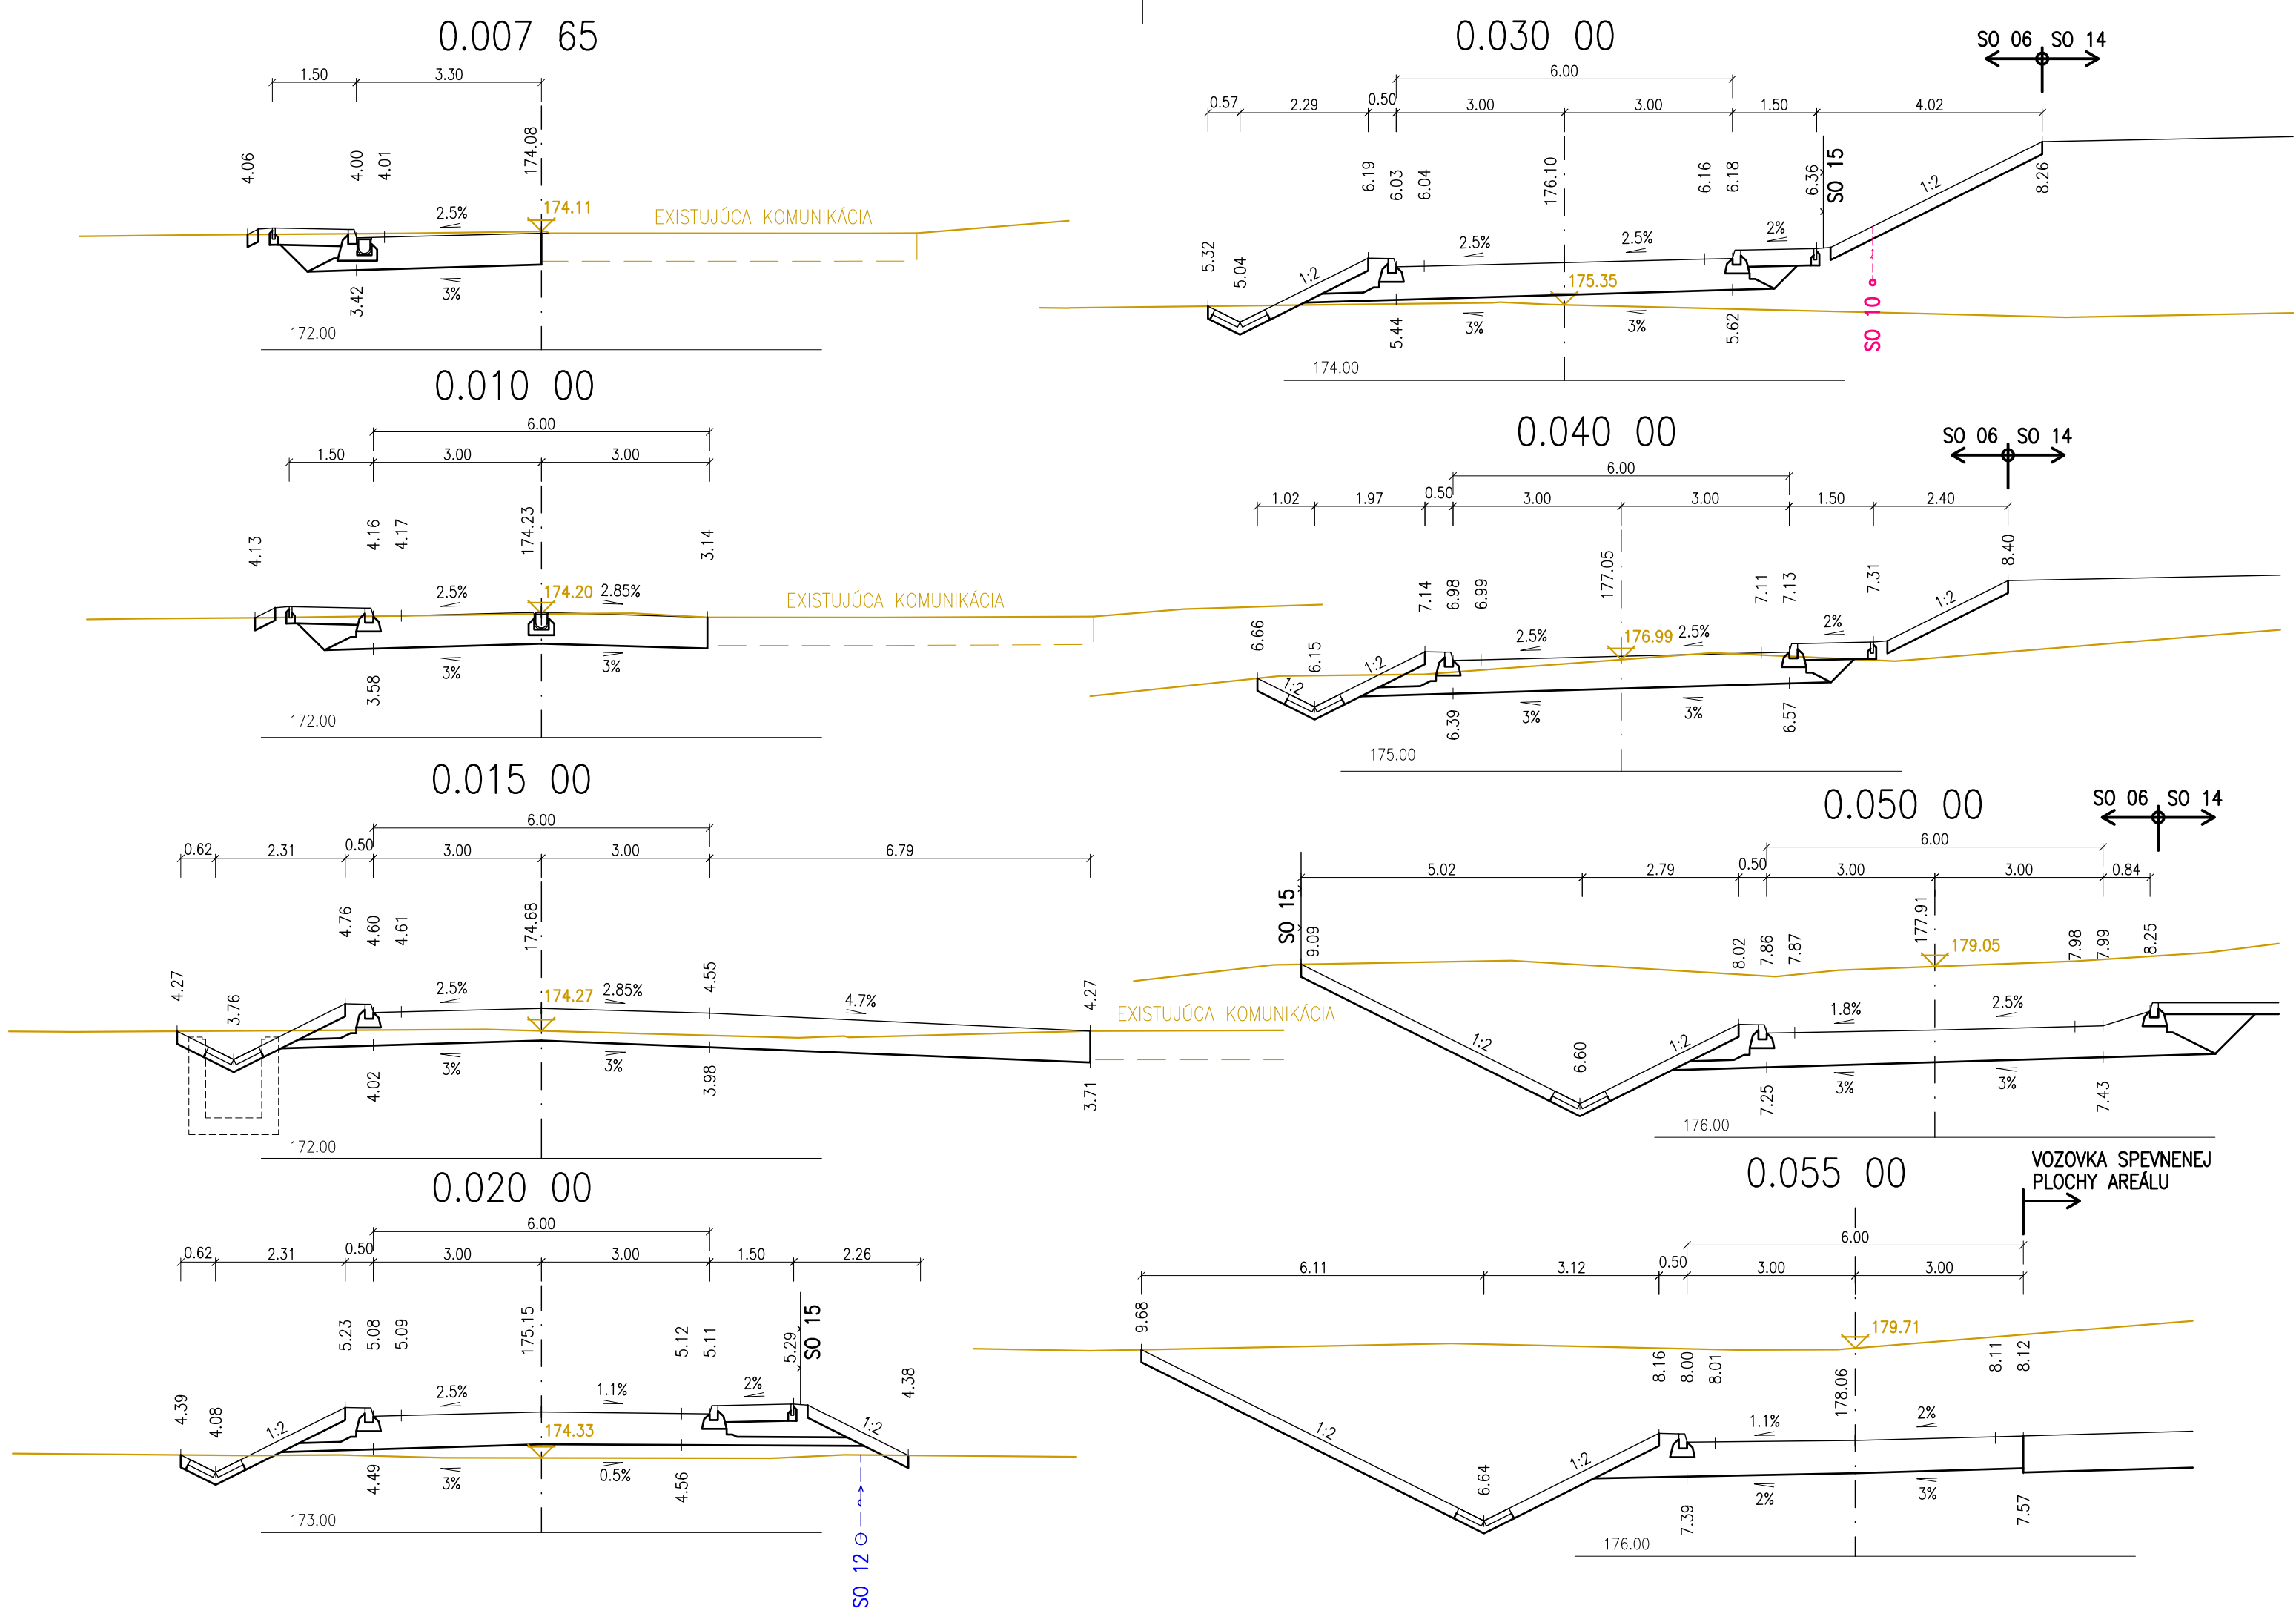 0.007 65
1.50 3.30
4.06 4.00 4.01 174.08
2.5% 174.11 EXISTUJÚCA KOMUNIKÁCIA
3.42 3%
172.00
0.010 00
6.00
1.50 3.00 3.00
4.13 4.16 4.17 174.23 3.14
2.5% 174.20 2.85% EXISTUJÚCA KOMUNIKÁCIA
3.58 3% 3%
172.00
0.015 00
6.00
0.62 2.31 0.50 3.00 3.00 6.79
4.27 3.76 4.76 4.60 4.61 174.68 4.55 4.27
2.5% 174.27 2.85% 4.7% EXISTUJÚCA KOMUNIKÁCIA
4.02 3% 3% 3.98 3.71
172.00
0.020 00
6.00
0.62 2.31 0.50 3.00 3.00 1.50 2.26
4.39 4.08 5.23 5.08 5.09 175.15 5.12 5.11 5.29 SO 15 4.38
1:2 2.5% 174.33 1.1% 2% 1:2
4.49 3% 0.5% 4.56
173.00
SO 12
0.030 00
SO 06 SO 14
6.00
0.57 2.29 0.50 3.00 3.00 1.50 4.02
5.32 5.04 6.19 6.03 6.04 176.10 6.16 6.18 6.36 SO 15 8.26
1:2 2.5% 175.35 2.5% 2% 1:2
5.44 3% 3% 5.62
SO 10
174.00
0.040 00
SO 06 SO 14
6.00
1.02 1.97 0.50 3.00 3.00 1.50 2.40
6.66 6.15 7.14 6.98 6.99 177.05 7.11 7.13 7.31 8.40
1:2 1:2 2.5% 176.99 2.5% 2% 1:2
6.39 3% 3% 6.57
175.00
0.050 00
SO 06 SO 14
6.00
5.02 2.79 0.50 3.00 3.00 0.84
SO 15 9.09 6.60 8.02 7.86 7.87 177.91 7.98 7.99 8.25
179.05
1:2 1:2 1.8% 2.5%
7.25 3% 3% 7.43
176.00
0.055 00
VOZOVKA SPEVNENEJ
PLOCHY AREÁLU
6.00
6.11 3.12 0.50 3.00 3.00
9.68 6.64 8.16 8.00 8.01 178.06 8.11 8.12
179.71
1:2 1:2 1.1% 2%
7.39 2% 3% 7.57
176.00